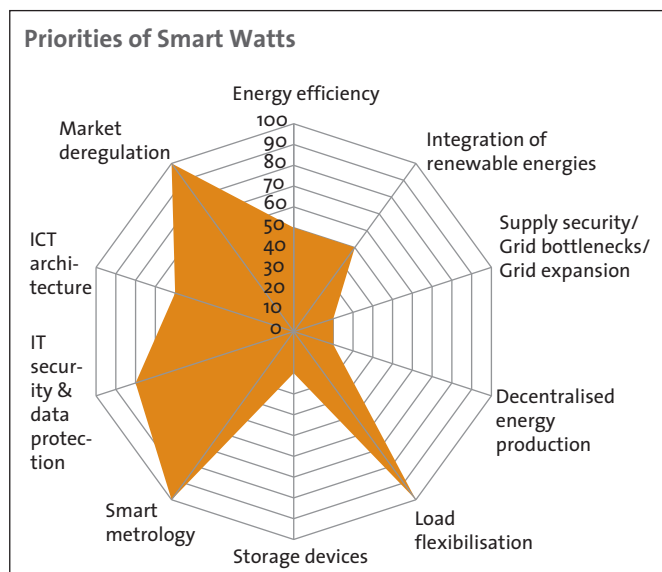 Priorities of Smart Watts
Energy efficiency
Market
deregulation
Integration of
renewable energies
100
90
80
70
60
50
40
30
20
10
0
ICT archi-
tecture
Supply security/
Grid bottlenecks/
Grid expansion
IT
secur-
ity &
data
protec-
tion
Decentralised
energy
production
Smart
metrology
Load
flexibilisation
Storage devices